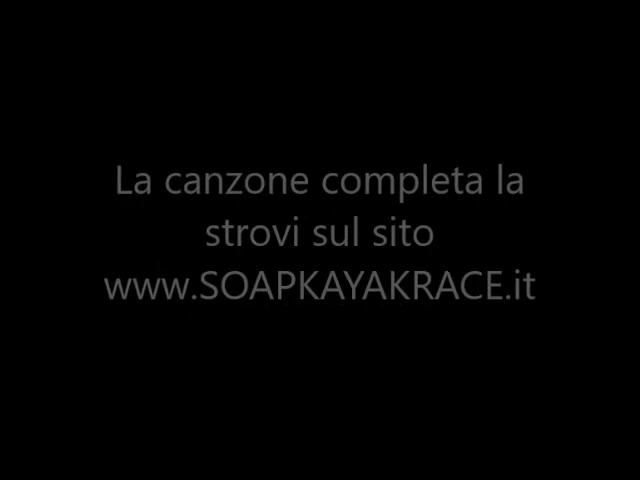 La canzone completa la
strovi sul sito
www.SOAPKAYAKRACE.it